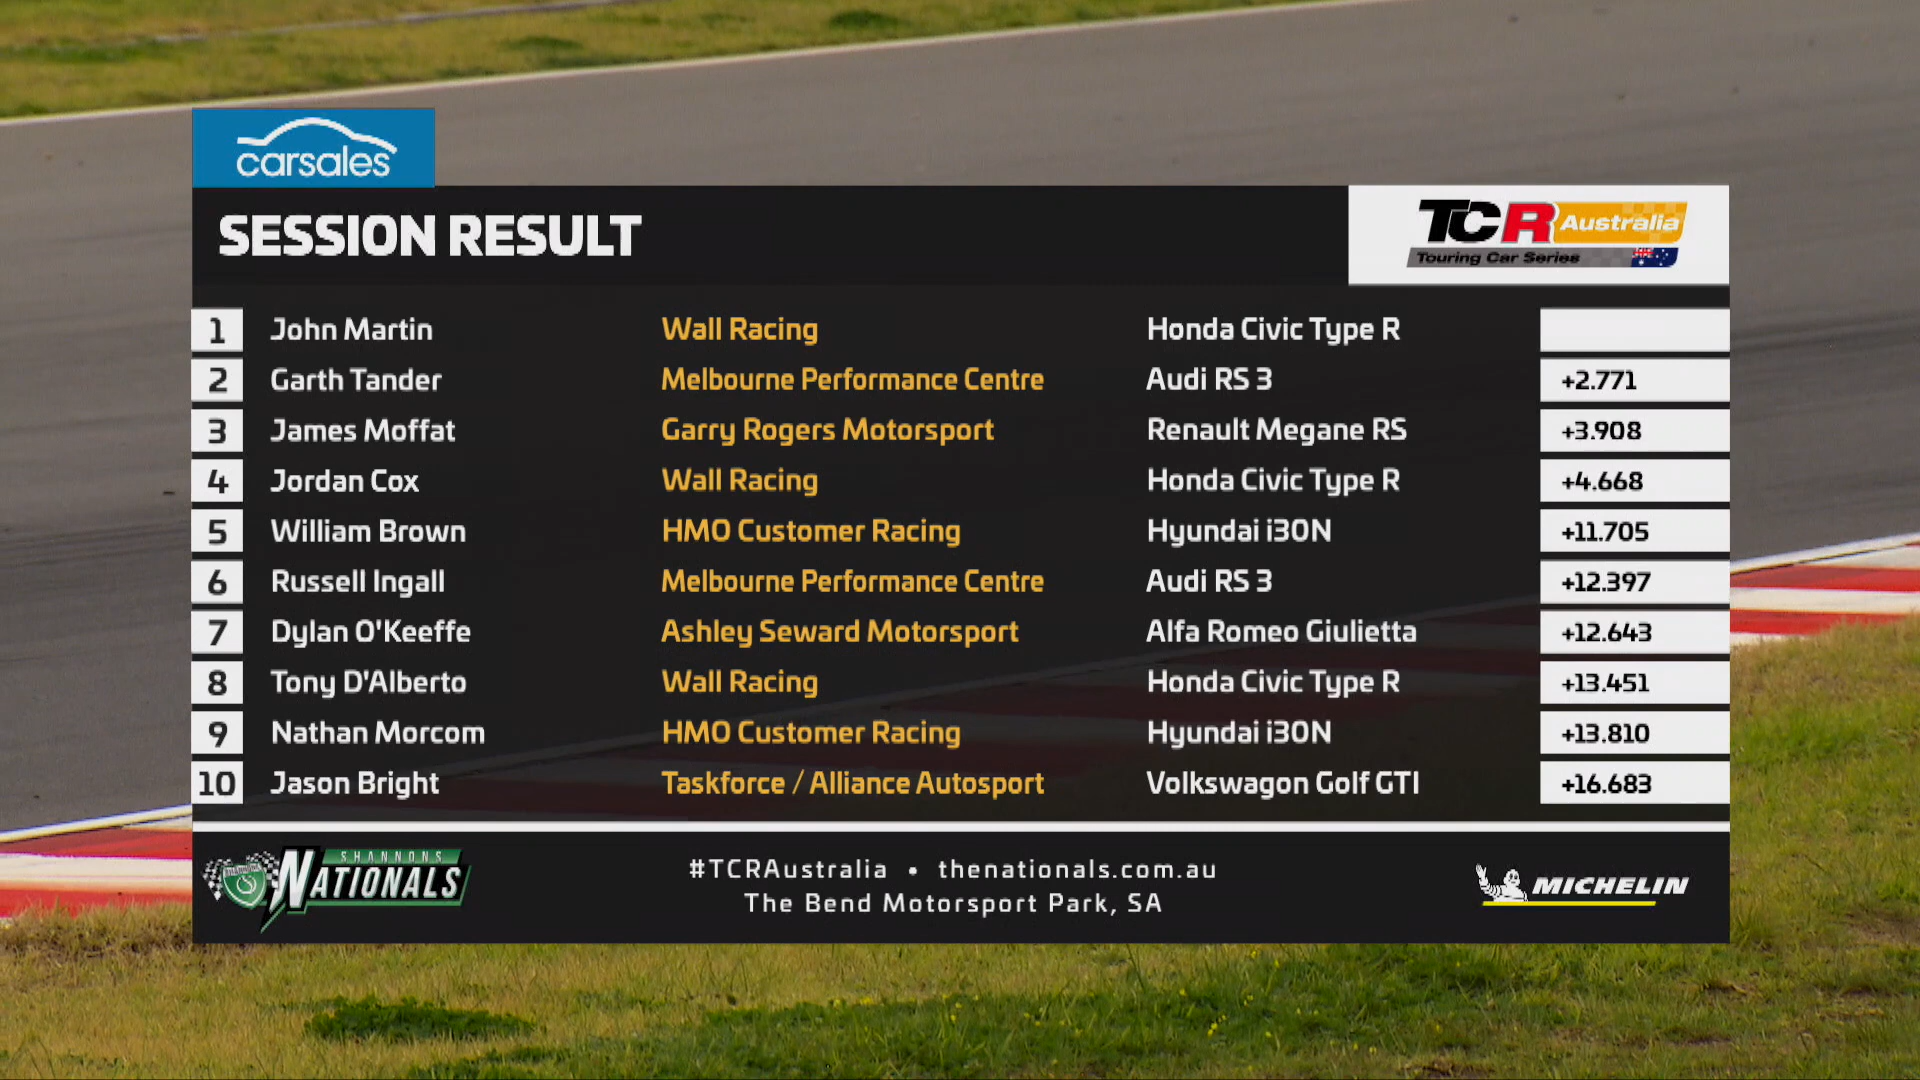 carsales
SESSION RESULT
TCR Australia
Touring Car Series
1 John Martin Wall Racing Honda Civic Type R
2 Garth Tander Melbourne Performance Centre Audi RS 3 +2.771
3 James Moffat Garry Rogers Motorsport Renault Megane RS +3.908
4 Jordan Cox Wall Racing Honda Civic Type R +4.668
5 William Brown HMO Customer Racing Hyundai i30N +11.705
6 Russell Ingall Melbourne Performance Centre Audi RS 3 +12.397
7 Dylan O'Keeffe Ashley Seward Motorsport Alfa Romeo Giulietta +12.643
8 Tony D'Alberto Wall Racing Honda Civic Type R +13.451
9 Nathan Morcom HMO Customer Racing Hyundai i30N +13.810
10 Jason Bright Taskforce / Alliance Autosport Volkswagon Golf GTI +16.683
SHANNONS
NATIONALS
#TCRAustralia • thenationals.com.au
The Bend Motorsport Park, SA
MICHELIN